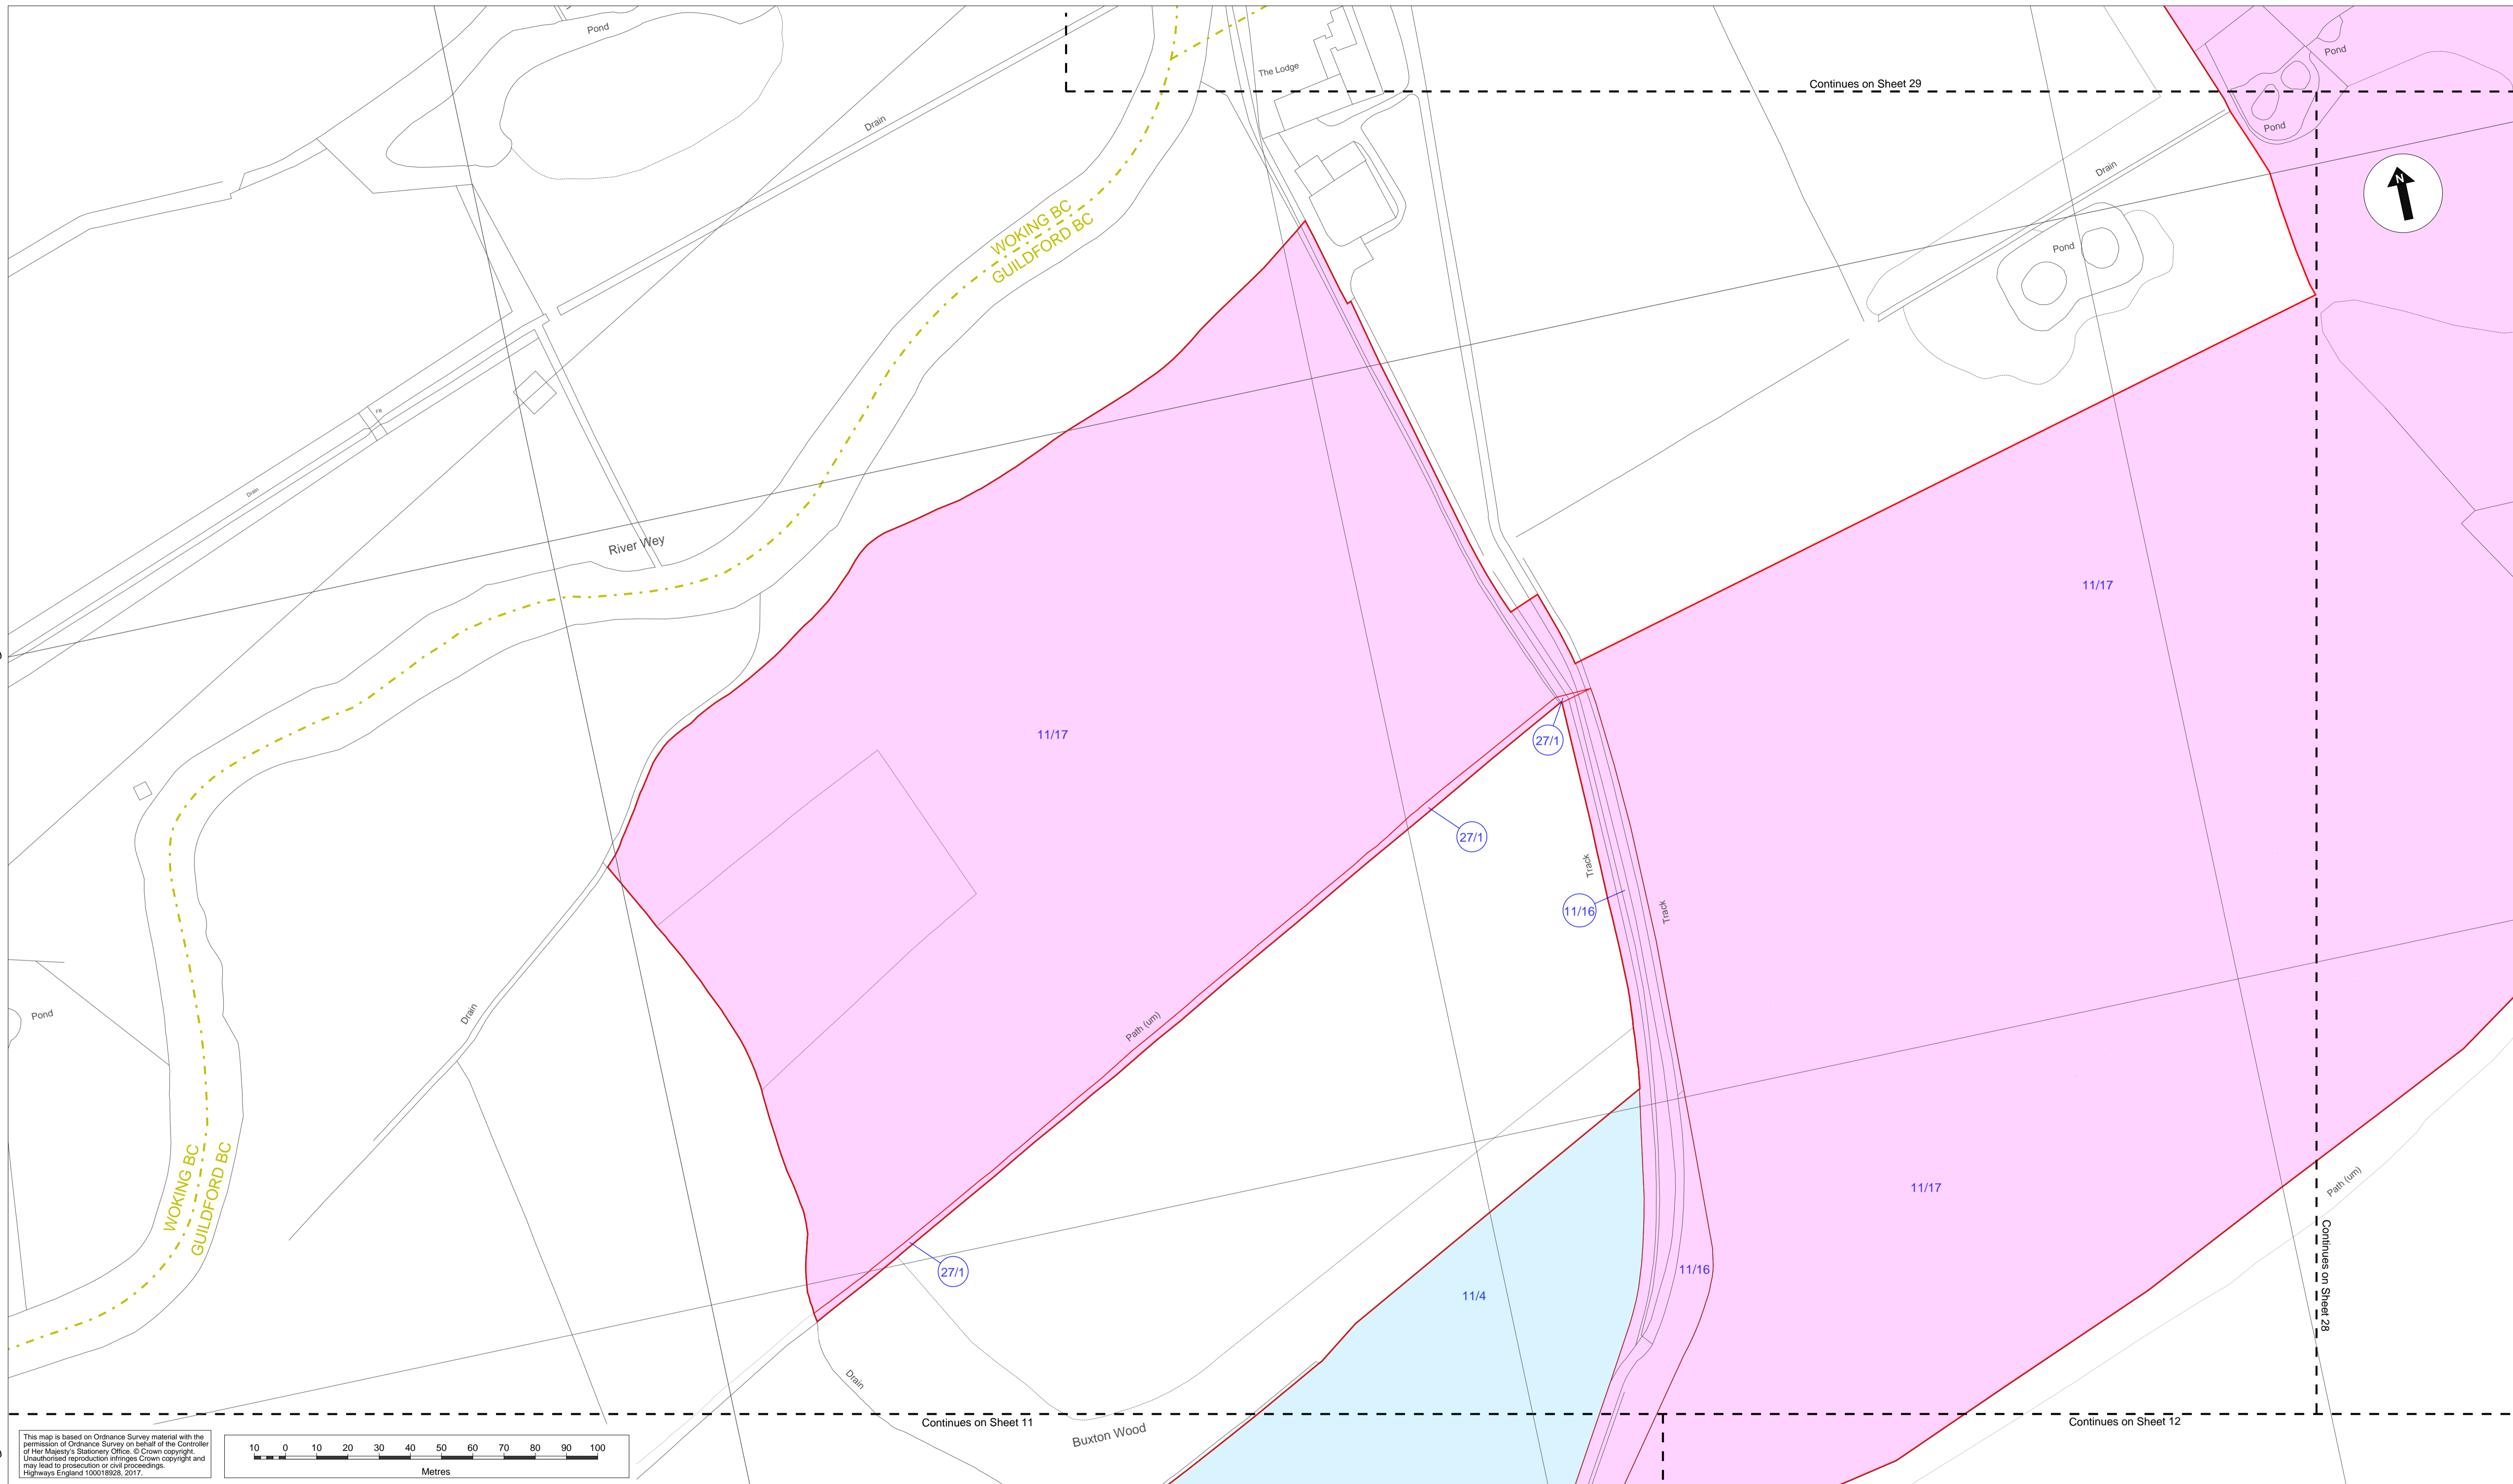 Pond
The Lodge
Continues on Sheet 29
Pond
Pond
Drain
Drain
N
WOKING BC
GUILDFORD BC
Pond
FB
Drain
River Wey
11/17
11/17
27/1
27/1
Track
11/16
Track
Pond
Drain
Path (um)
WOKING BC
GUILDFORD BC
11/17
Path (um)
27/1
11/16
11/4
Continues on Sheet 28
Drain
Continues on Sheet 11
Buxton Wood
Continues on Sheet 12
This map is based on Ordnance Survey material with the
permission of Ordnance Survey on behalf of the Controller
of Her Majesty's Stationery Office. © Crown copyright.
Unauthorised reproduction infringes Crown copyright and
may lead to prosecution or civil proceedings.
Highways England 100018928, 2017.
10 0 10 20 30 40 50 60 70 80 90 100
Metres